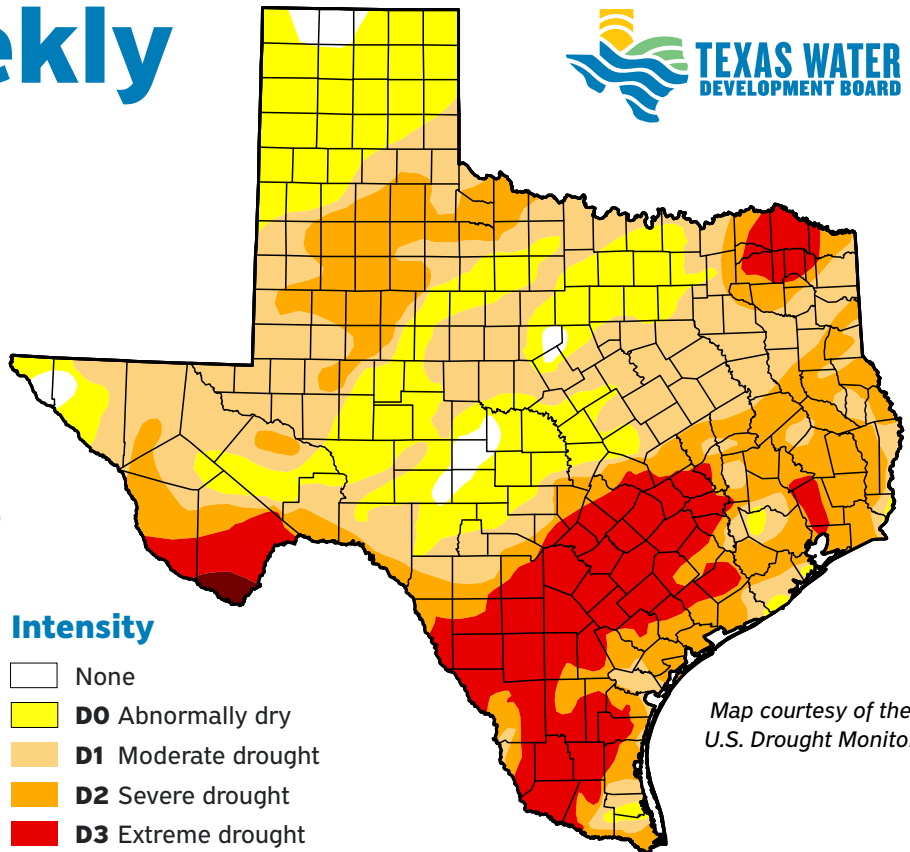 ekly
TEXAS WATER
DEVELOPMENT BOARD
Intensity
None
D0 Abnormally dry
D1 Moderate drought
D2 Severe drought
D3 Extreme drought
Map courtesy of the
U.S. Drought Monito